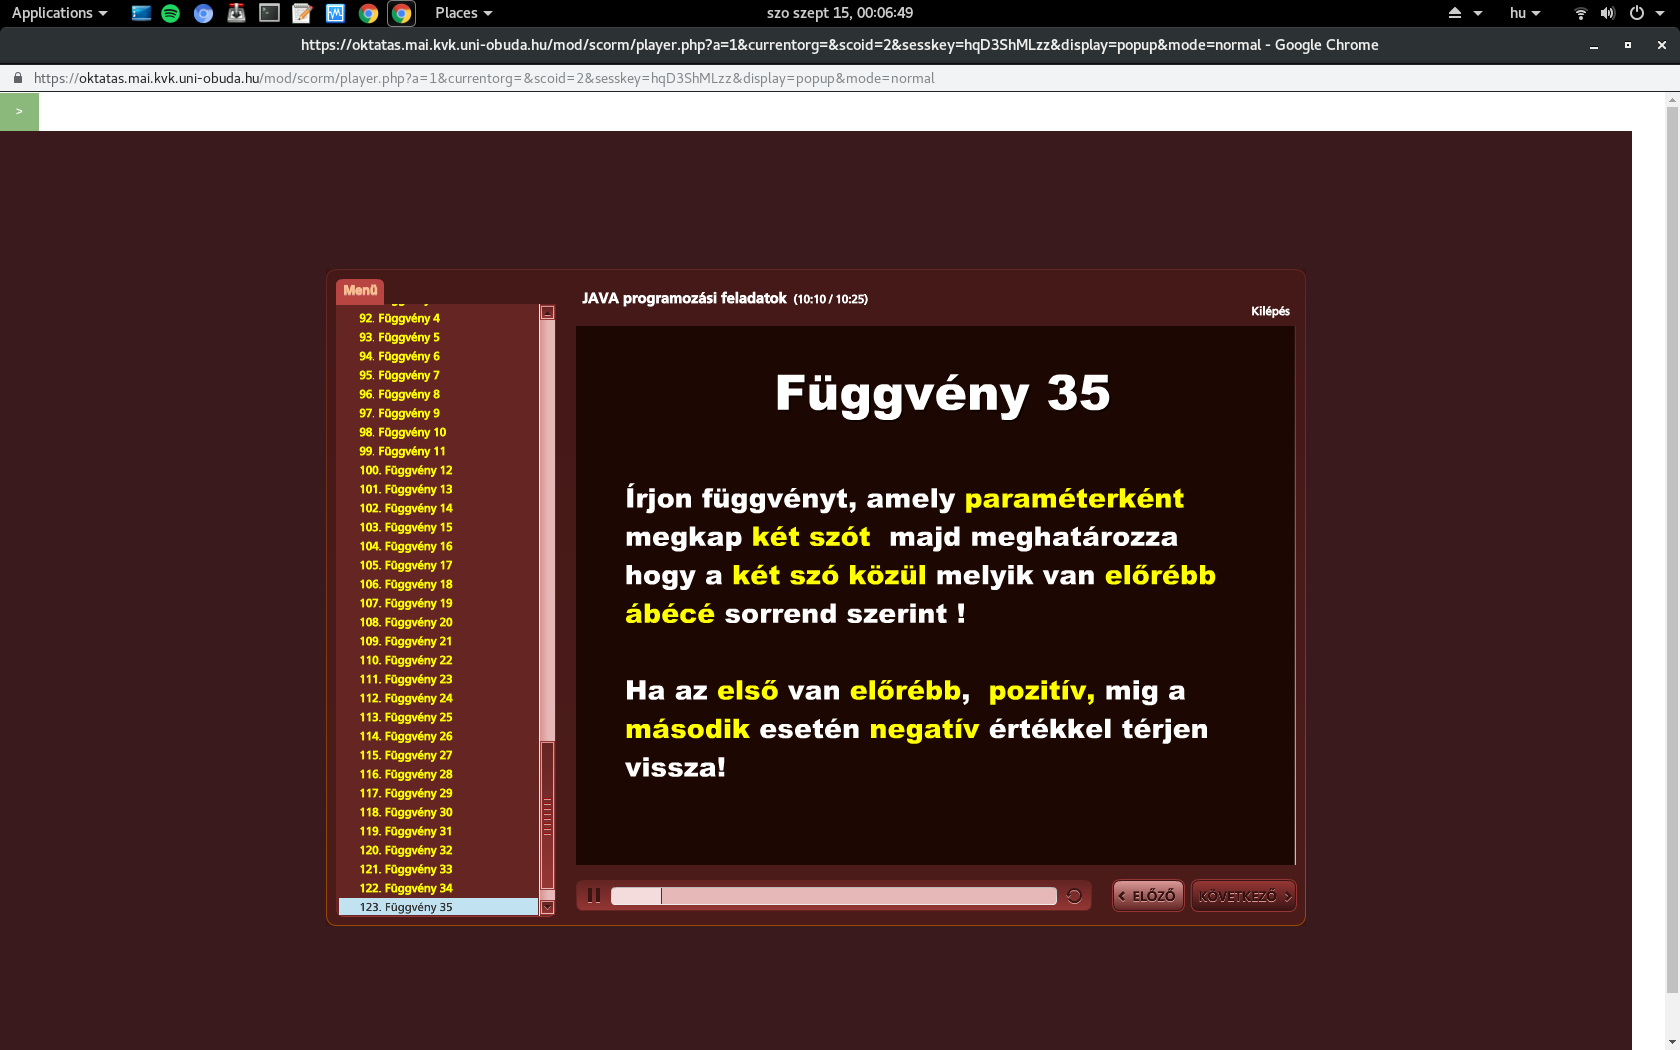 Applications
Places
szo szept 15, 00:06:49
hu
https://oktatas.mai.kvk.uni-obuda.hu/mod/scorm/player.php?a=1&currentorg=&scoid=2&sesskey=hqD3ShMLzz&display=popup&mode=normal - Google Chrome
https://oktatas.mai.kvk.uni-obuda.hu/mod/scorm/player.php?a=1&currentorg=&scoid=2&sesskey=hqD3ShMLzz&display=popup&mode=normal
>
Menü
92. Függvény 4
93. Függvény 5
94. Függvény 6
95. Függvény 7
96. Függvény 8
97. Függvény 9
98. Függvény 10
99. Függvény 11
100. Függvény 12
101. Függvény 13
102. Függvény 14
103. Függvény 15
104. Függvény 16
105. Függvény 17
106. Függvény 18
107. Függvény 19
108. Függvény 20
109. Függvény 21
110. Függvény 22
111. Függvény 23
112. Függvény 24
113. Függvény 25
114. Függvény 26
115. Függvény 27
116. Függvény 28
117. Függvény 29
118. Függvény 30
119. Függvény 31
120. Függvény 32
121. Függvény 33
122. Függvény 34
123. Függvény 35
JAVA programozási feladatok (10:10 / 10:25)
Kilépés
Függvény 35
Írjon függvényt, amely paraméterként
megkap két szót majd meghatározza
hogy a két szó közül melyik van előrébb
ábécé sorrend szerint !
Ha az első van előrébb, pozitív, mig a
második esetén negatív értékkel térjen
vissza!
< ELŐZŐ
KÖVETKEZŐ >